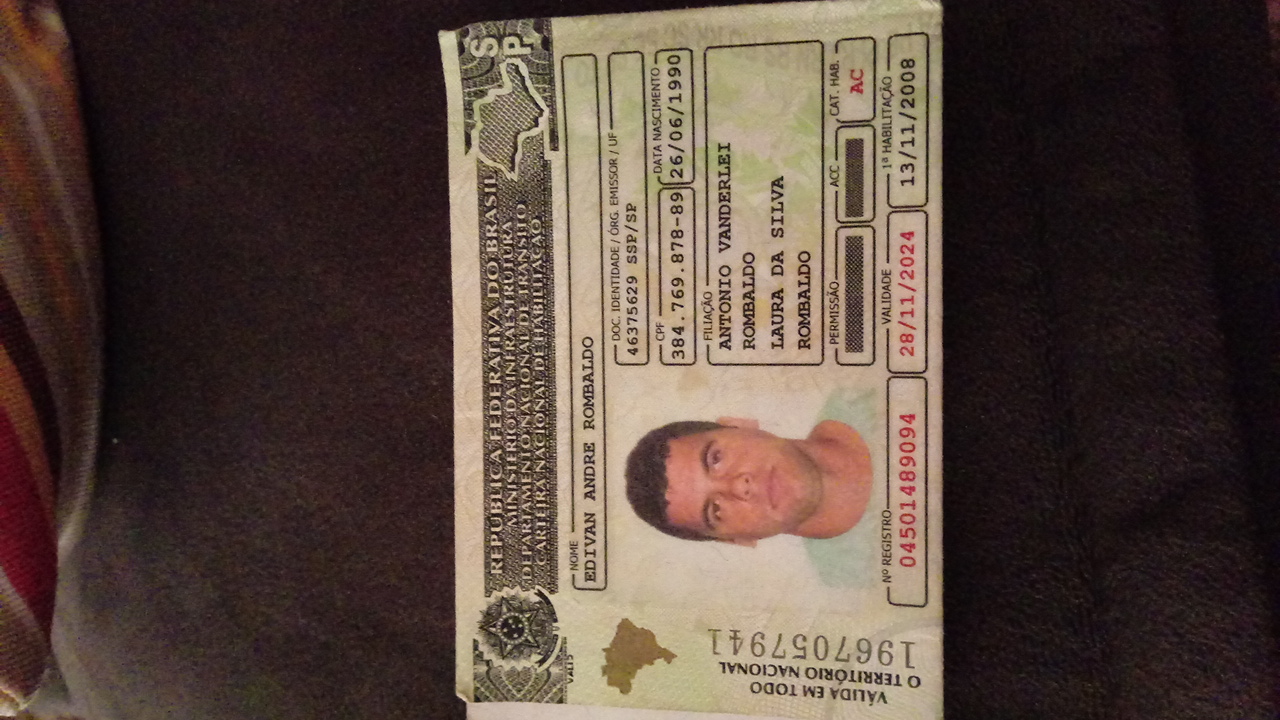 REPÚBLICA FEDERATIVA DO BRASIL
MINISTÉRIO DA INFRAESTRUTURA
DEPARTAMENTO NACIONAL DE TRÂNSITO
CARTEIRA NACIONAL DE HABILITAÇÃO
SP
NOME
EDIVAN ANDRE ROMBALDO
DOC. IDENTIDADE / ÓRG. EMISSOR / UF
46375629 SSP/SP
CPF
384.769.878-89
DATA NASCIMENTO
26/06/1990
FILIAÇÃO
ANTONIO VANDERLEI
ROMBALDO
LAURA DA SILVA
ROMBALDO
PERMISSÃO
ACC
CAT. HAB.
AC
Nº REGISTRO
04501489094
VALIDADE
28/11/2024
1ª HABILITAÇÃO
13/11/2008
VÁLIDA EM TODO
O TERRITÓRIO NACIONAL
1967057941